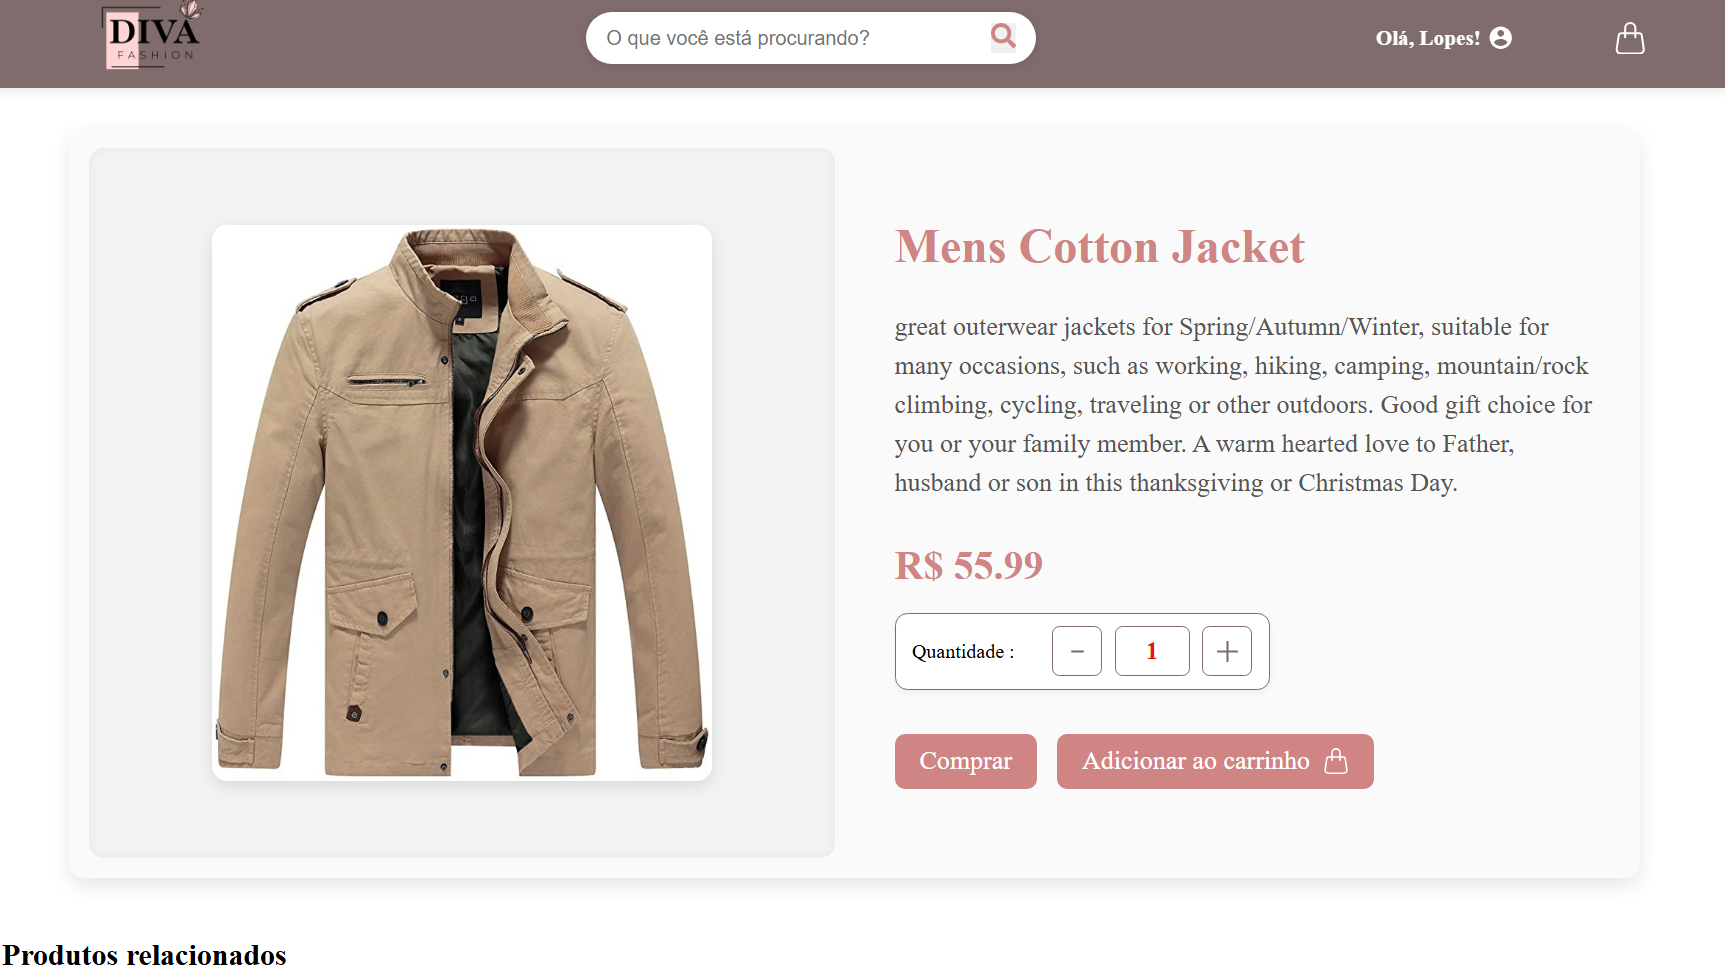 DIVA
FASHION
O que você está procurando?
Olá, Lopes!
Mens Cotton Jacket
great outerwear jackets for Spring/Autumn/Winter, suitable for
many occasions, such as working, hiking, camping, mountain/rock
climbing, cycling, traveling or other outdoors. Good gift choice for
you or your family member. A warm hearted love to Father,
husband or son in this thanksgiving or Christmas Day.
R$ 55.99
Quantidade : − 1 +
Comprar
Adicionar ao carrinho
Produtos relacionados